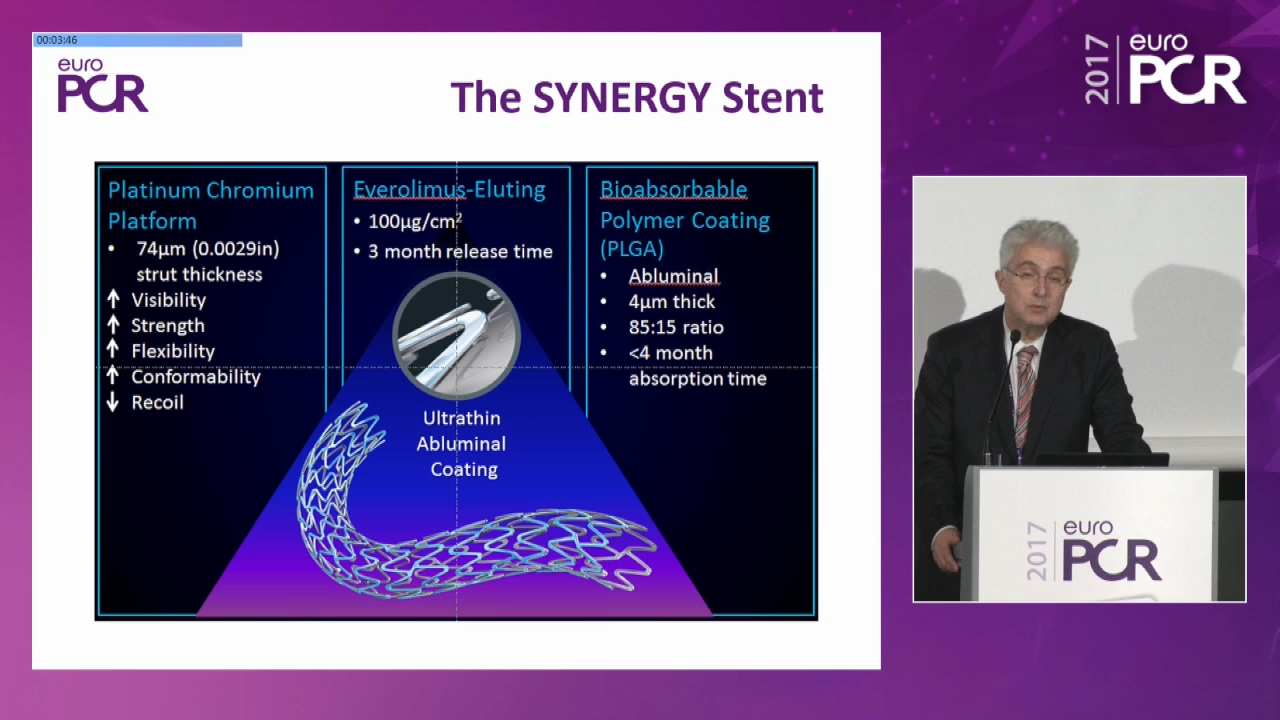 00:03:46
euro
PCR
The SYNERGY Stent
Platinum Chromium
Platform
• 74µm (0.0029in)
strut thickness
↑ Visibility
↑ Strength
↑ Flexibility
↑ Conformability
↓ Recoil
Everolimus-Eluting
• 100µg/cm²
• 3 month release time
Ultrathin
Abluminal
Coating
Bioabsorbable
Polymer Coating
(PLGA)
• Abluminal
• 4µm thick
• 85:15 ratio
• <4 month
absorption time
2017
euro
PCR
2017
euro
PCR